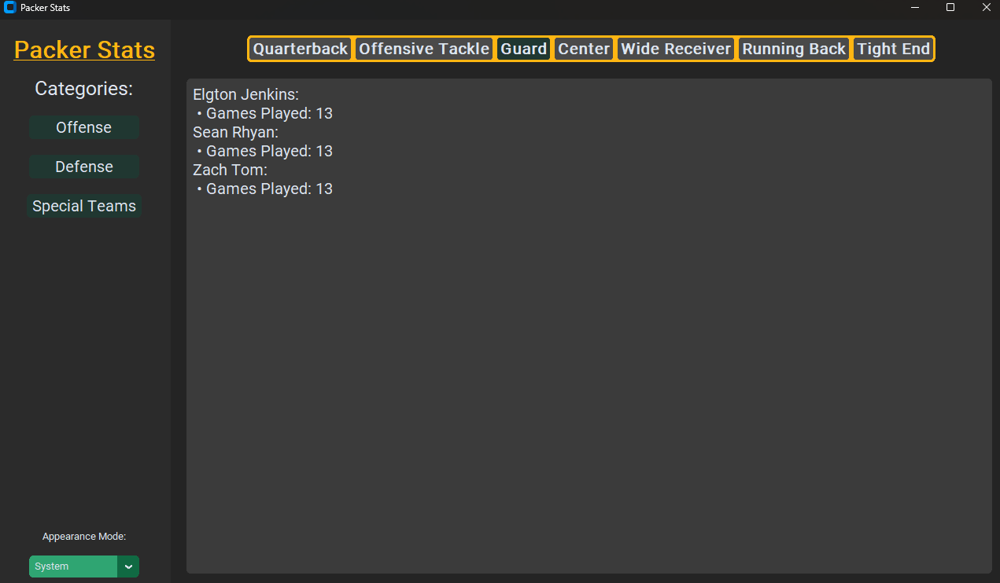 Packer Stats
Packer Stats
Categories:
Offense
Defense
Special Teams
Appearance Mode:
System
Quarterback Offensive Tackle Guard Center Wide Receiver Running Back Tight End
Elgton Jenkins:
• Games Played: 13
Sean Rhyan:
• Games Played: 13
Zach Tom:
• Games Played: 13